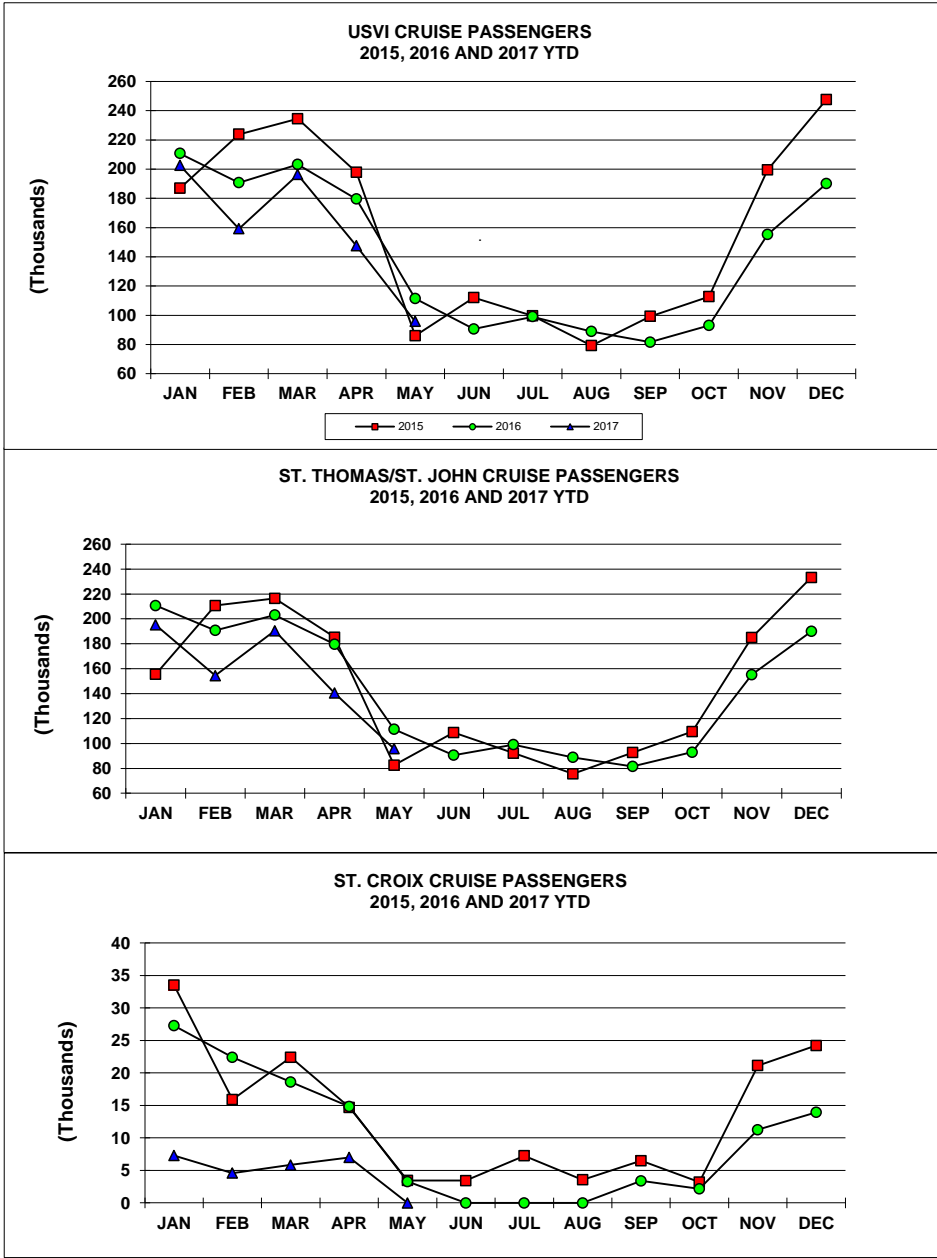 USVI CRUISE PASSENGERS
2015, 2016 AND 2017 YTD
(Thousands)
260
240
220
200
180
160
140
120
100
80
60
JAN FEB MAR APR MAY JUN JUL AUG SEP OCT NOV DEC
2015 2016 2017
ST. THOMAS/ST. JOHN CRUISE PASSENGERS
2015, 2016 AND 2017 YTD
(Thousands)
260
240
220
200
180
160
140
120
100
80
60
JAN FEB MAR APR MAY JUN JUL AUG SEP OCT NOV DEC
ST. CROIX CRUISE PASSENGERS
2015, 2016 AND 2017 YTD
(Thousands)
40
35
30
25
20
15
10
5
0
JAN FEB MAR APR MAY JUN JUL AUG SEP OCT NOV DEC